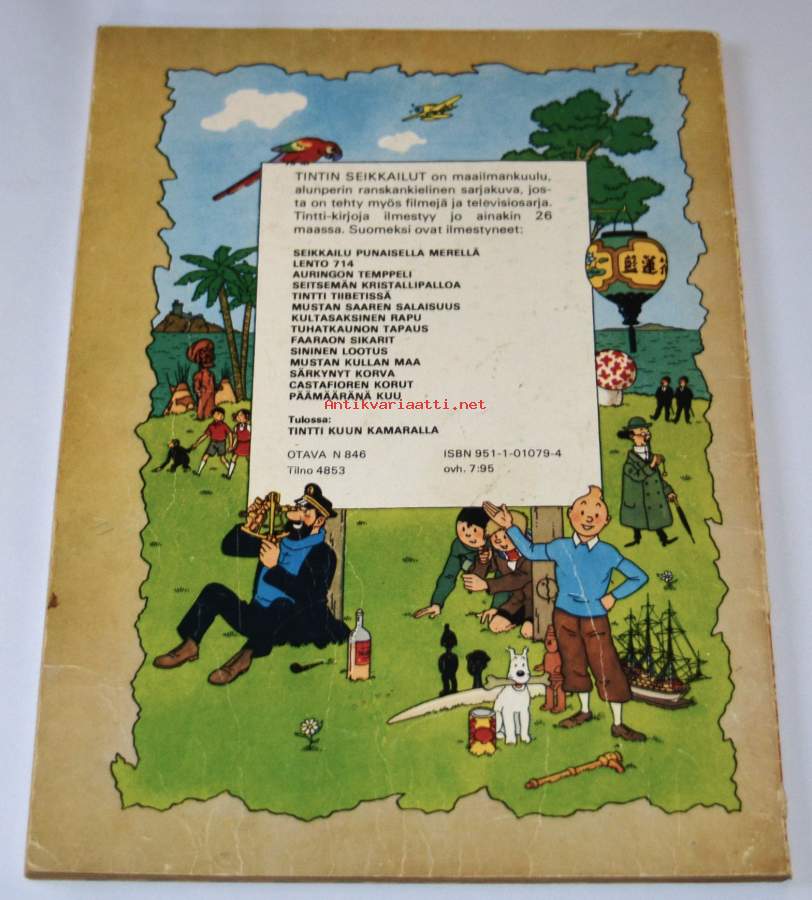 TINTIN SEIKKAILUT on maailmankuulu,
alunperin ranskankielinen sarjakuva, jos-
ta on tehty myös filmejä ja televisiosarja.
Tintti-kirjoja ilmestyy jo ainakin 26
maassa. Suomeksi ovat ilmestyneet:
SEIKKAILU PUNAISELLA MERELLÄ
LENTO 714
AURINGON TEMPPELI
SEITSEMÄN KRISTALLIPALLOA
TINTTI TIIBETISSÄ
MUSTAN SAAREN SALAISUUS
KULTASAKSINEN RAPU
TUHATKAUNON TAPAUS
FAARAON SIKARIT
SININEN LOOTUS
MUSTAN KULLAN MAA
SÄRKYNYT KORVA
CASTAFIOREN KORUT
PÄÄMÄÄRÄNÄ KUU
Antikvariaatti.net
Tulossa:
TINTTI KUUN KAMARALLA
OTAVA N 846 ISBN 951-1-01079-4
Tilno 4853 ovh. 7:95